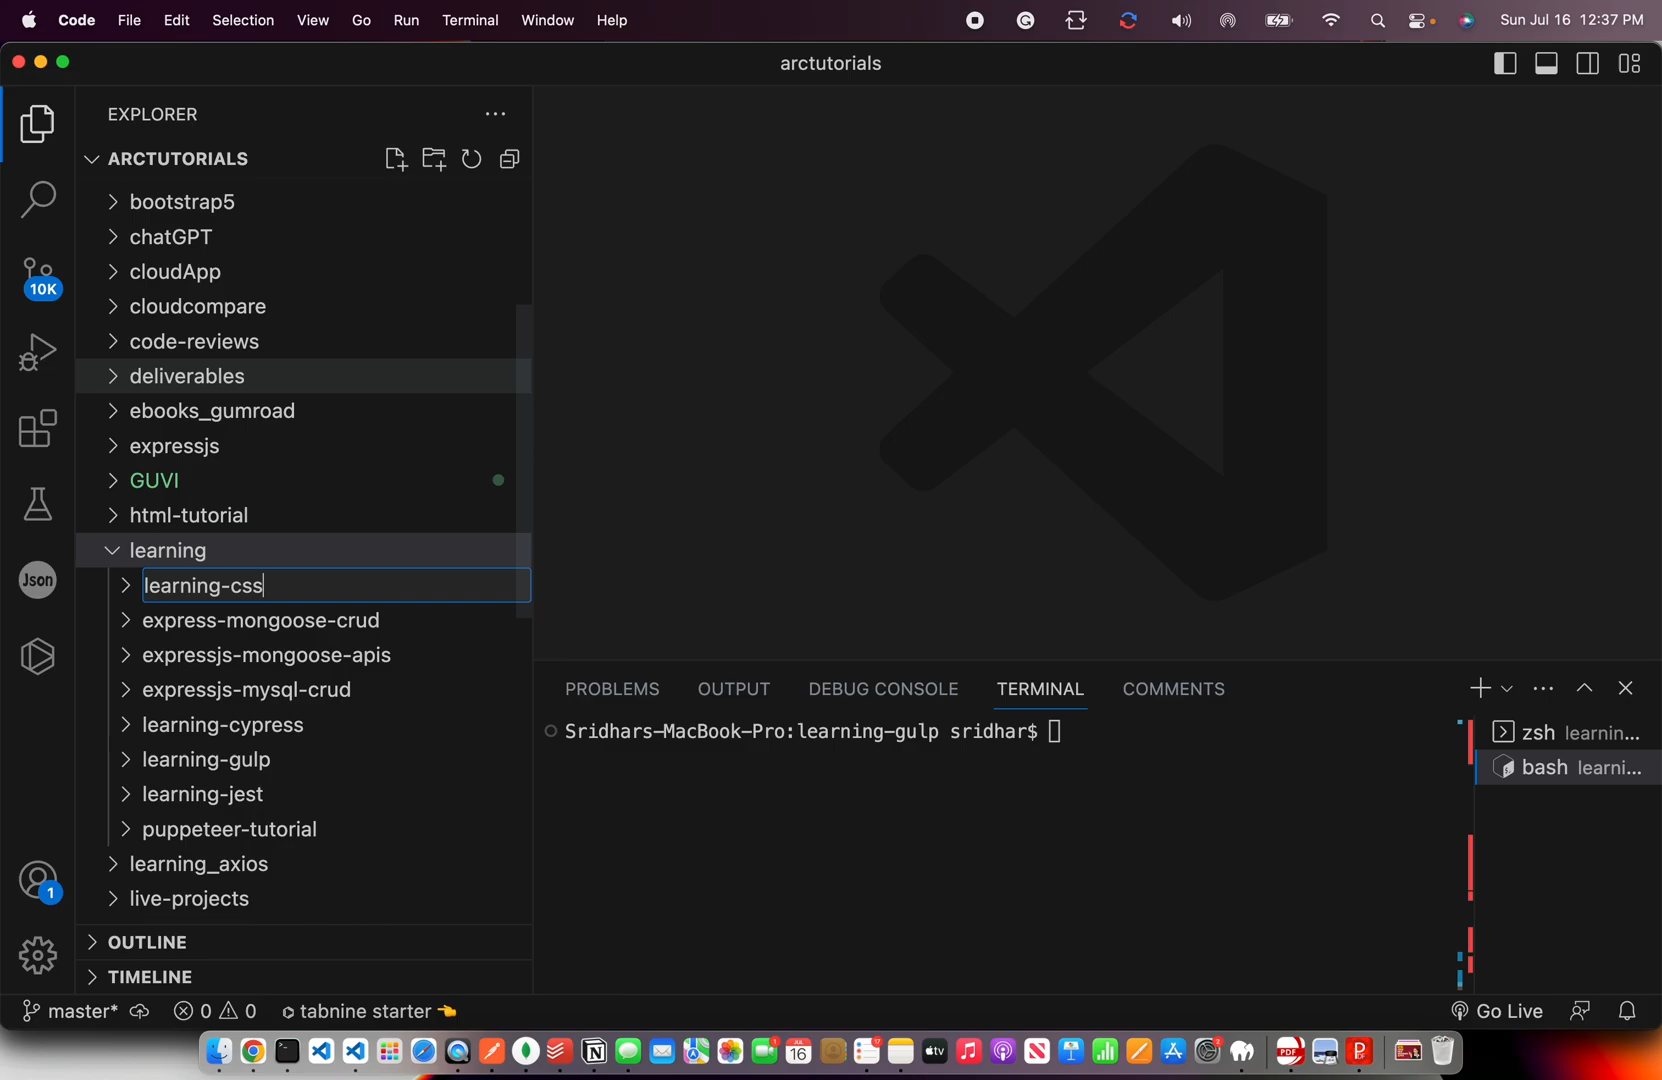 Code File Edit Selection View Go Run Terminal Window Help Sun Jul 16 12:37 PM
arctutorials
EXPLORER
ARCTUTORIALS
bootstrap5
chatGPT
cloudApp
cloudcompare
code-reviews
deliverables
ebooks_gumroad
expressjs
GUVI
html-tutorial
learning
learning-css
express-mongoose-crud
expressjs-mongoose-apis
expressjs-mysql-crud
learning-cypress
learning-gulp
learning-jest
puppeteer-tutorial
learning_axios
live-projects
OUTLINE
TIMELINE
10K
Json
1
PROBLEMS OUTPUT DEBUG CONSOLE TERMINAL COMMENTS
Sridhars-MacBook-Pro:learning-gulp sridhar$
zsh learnin...
bash learni...
master* 0 0 tabnine starter Go Live